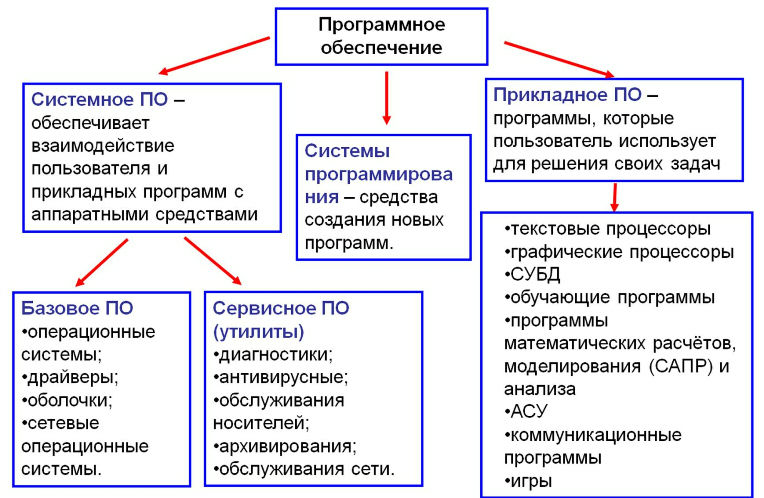 Программное
обеспечение
Системное ПО –
обеспечивает
взаимодействие
пользователя и
прикладных программ с
аппаратными средствами
Системы
программирова
ния – средства
создания новых
программ.
Прикладное ПО –
программы, которые
пользователь использует
для решения своих задач
Базовое ПО
•операционные
системы;
•драйверы;
•оболочки;
•сетевые
операционные
системы.
Сервисное ПО
(утилиты)
•диагностики;
•антивирусные;
•обслуживания
носителей;
•архивирования;
•обслуживания сети.
•текстовые процессоры
•графические процессоры
•СУБД
•обучающие программы
•программы
математических расчётов,
моделирования (САПР) и
анализа
•АСУ
•коммуникационные
программы
•игры